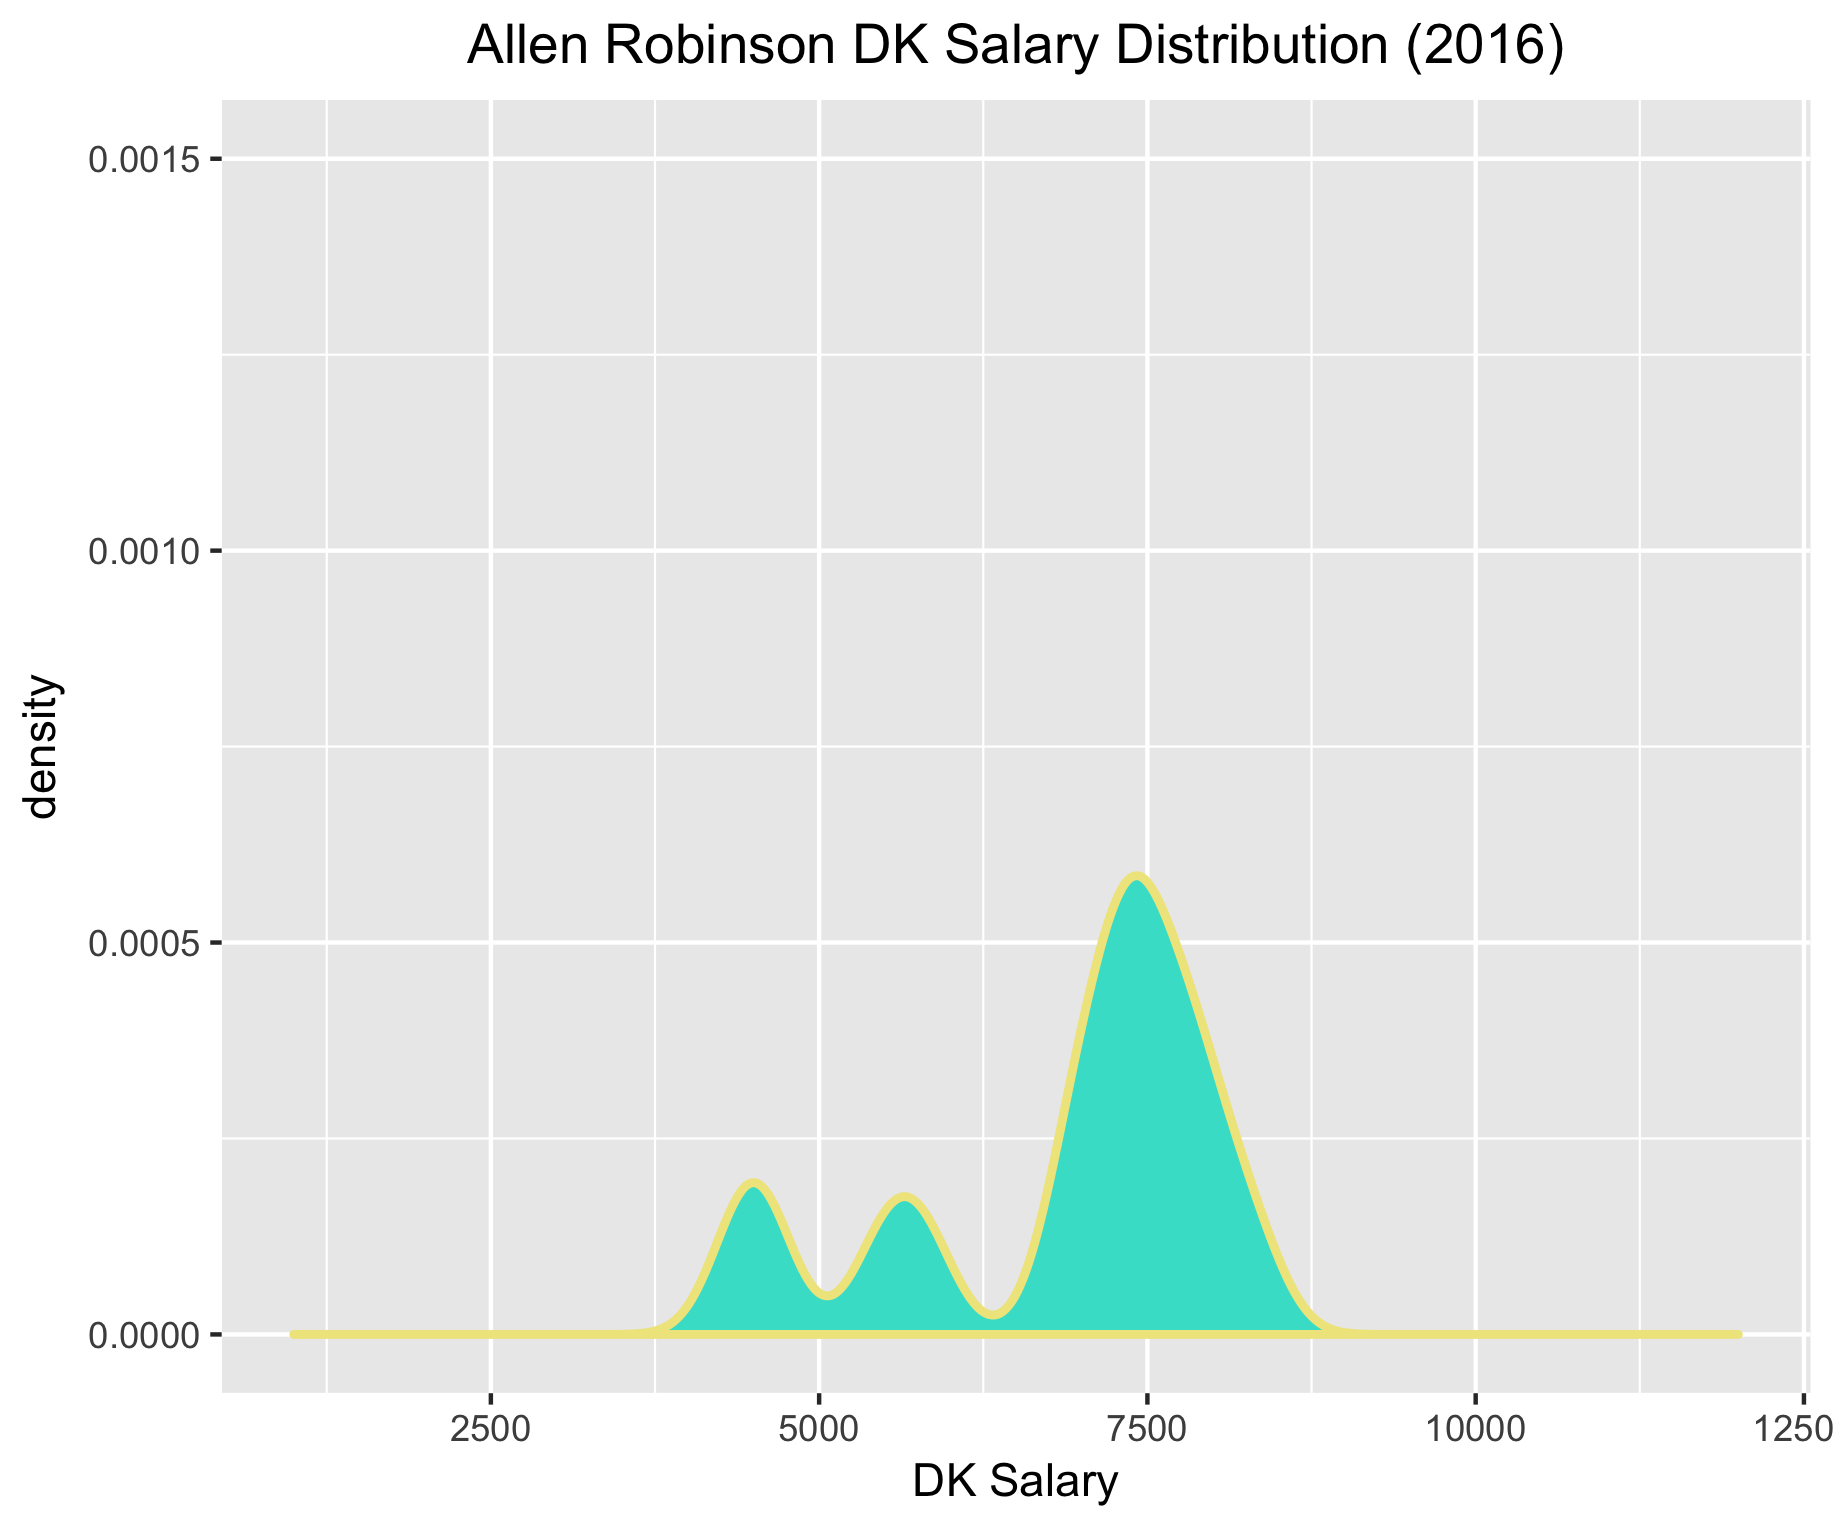 Allen Robinson DK Salary Distribution (2016)
0.0015
0.0010
0.0005
0.0000
density
2500 5000 7500 10000 1250
DK Salary